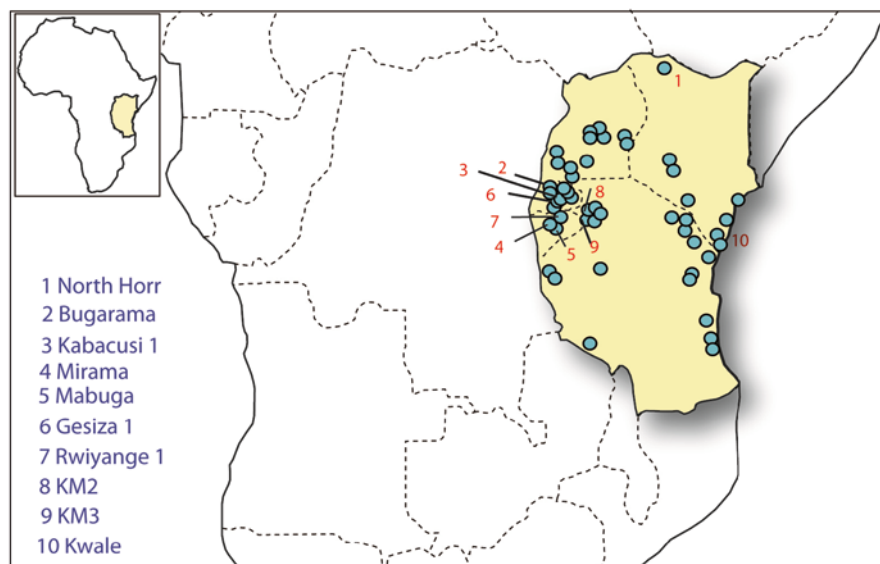 1
2
3
8
6
7
10
4
5
9
1 North Horr
2 Bugarama
3 Kabacusi 1
4 Mirama
5 Mabuga
6 Gesiza 1
7 Rwiyange 1
8 KM2
9 KM3
10 Kwale